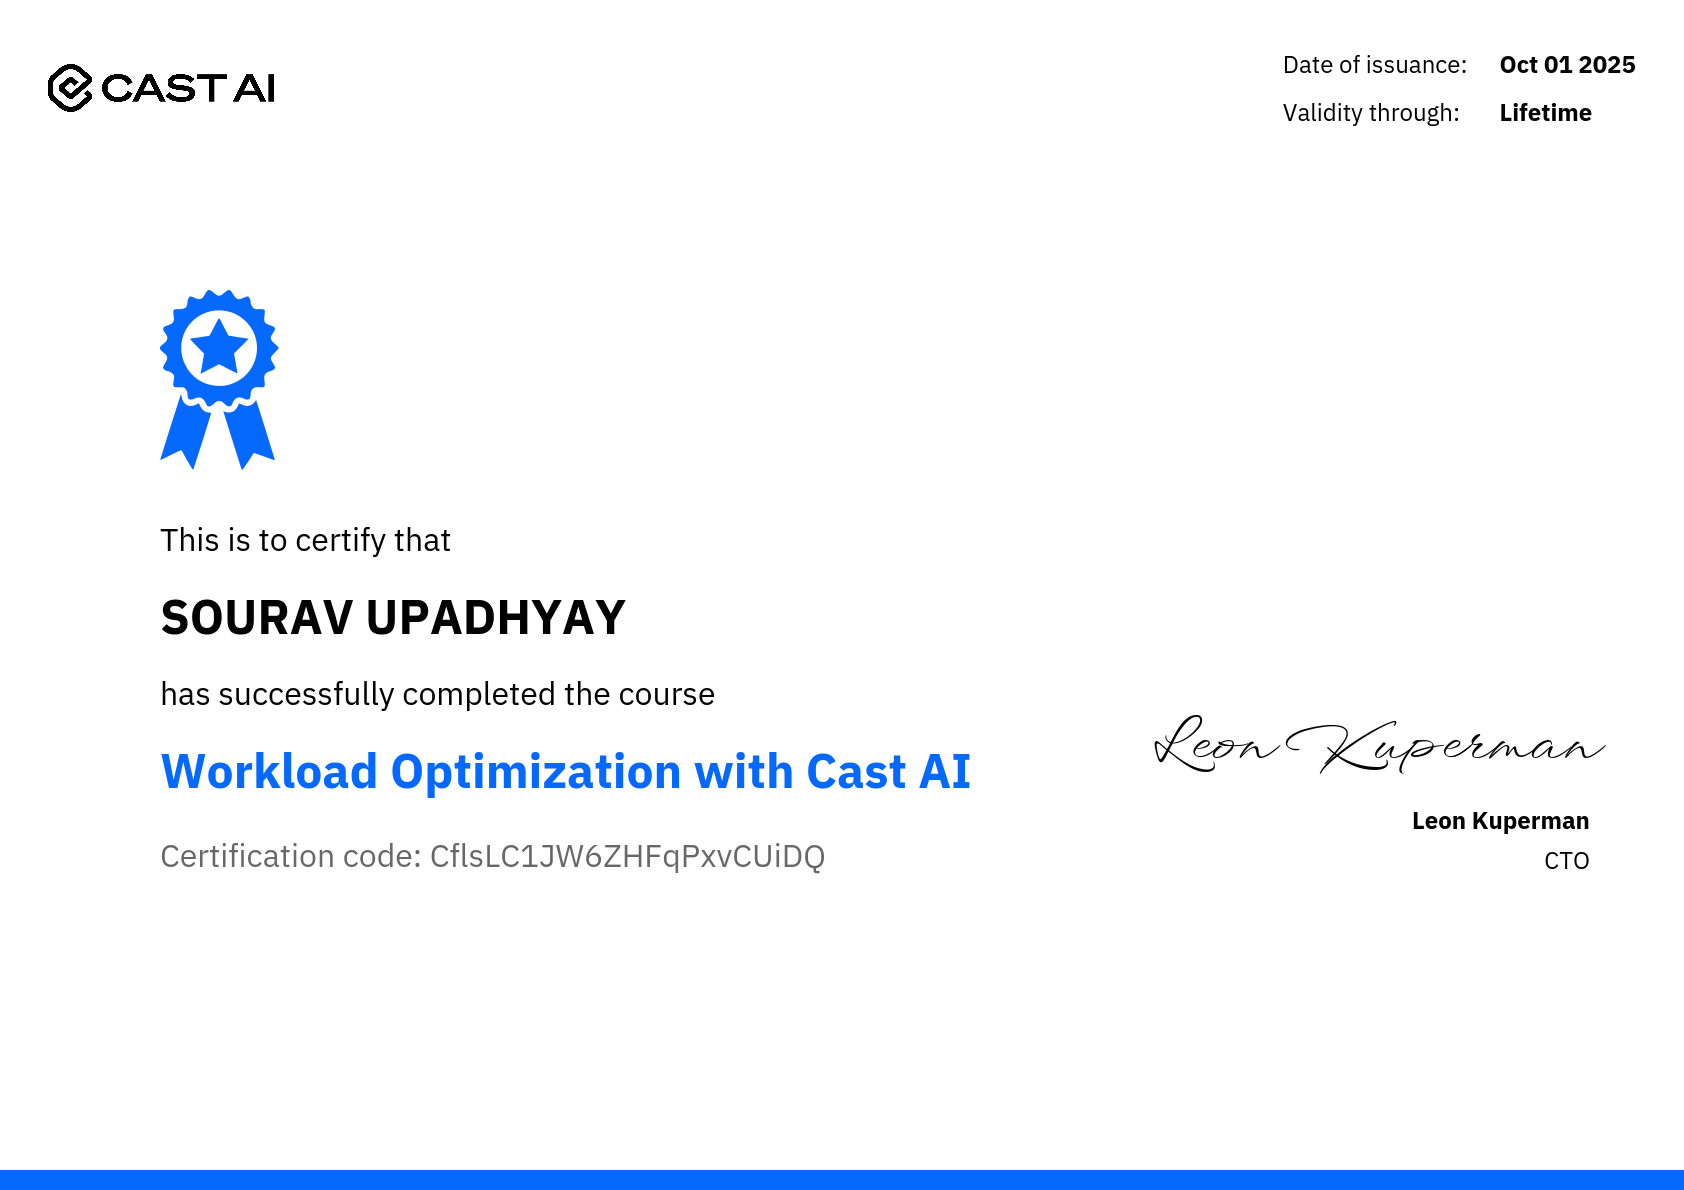 CAST AI
Date of issuance: Oct 01 2025
Validity through: Lifetime
This is to certify that
SOURAV UPADHYAY
has successfully completed the course
Workload Optimization with Cast AI
Certification code: CflsLC1JW6ZHFqPxvCUiDQ
Leon Kuperman
Leon Kuperman
CTO